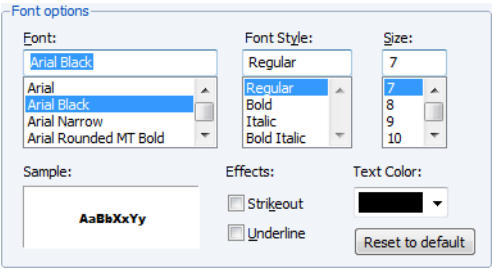 Font options
Font: Font Style: Size:
Arial Black Regular 7
Arial Regular 7
Arial Black Bold 8
Arial Narrow Italic 9
Arial Rounded MT Bold Bold Italic 10
Sample: Effects: Text Color:
AaBbXxYy
Strikeout
Underline
Reset to default